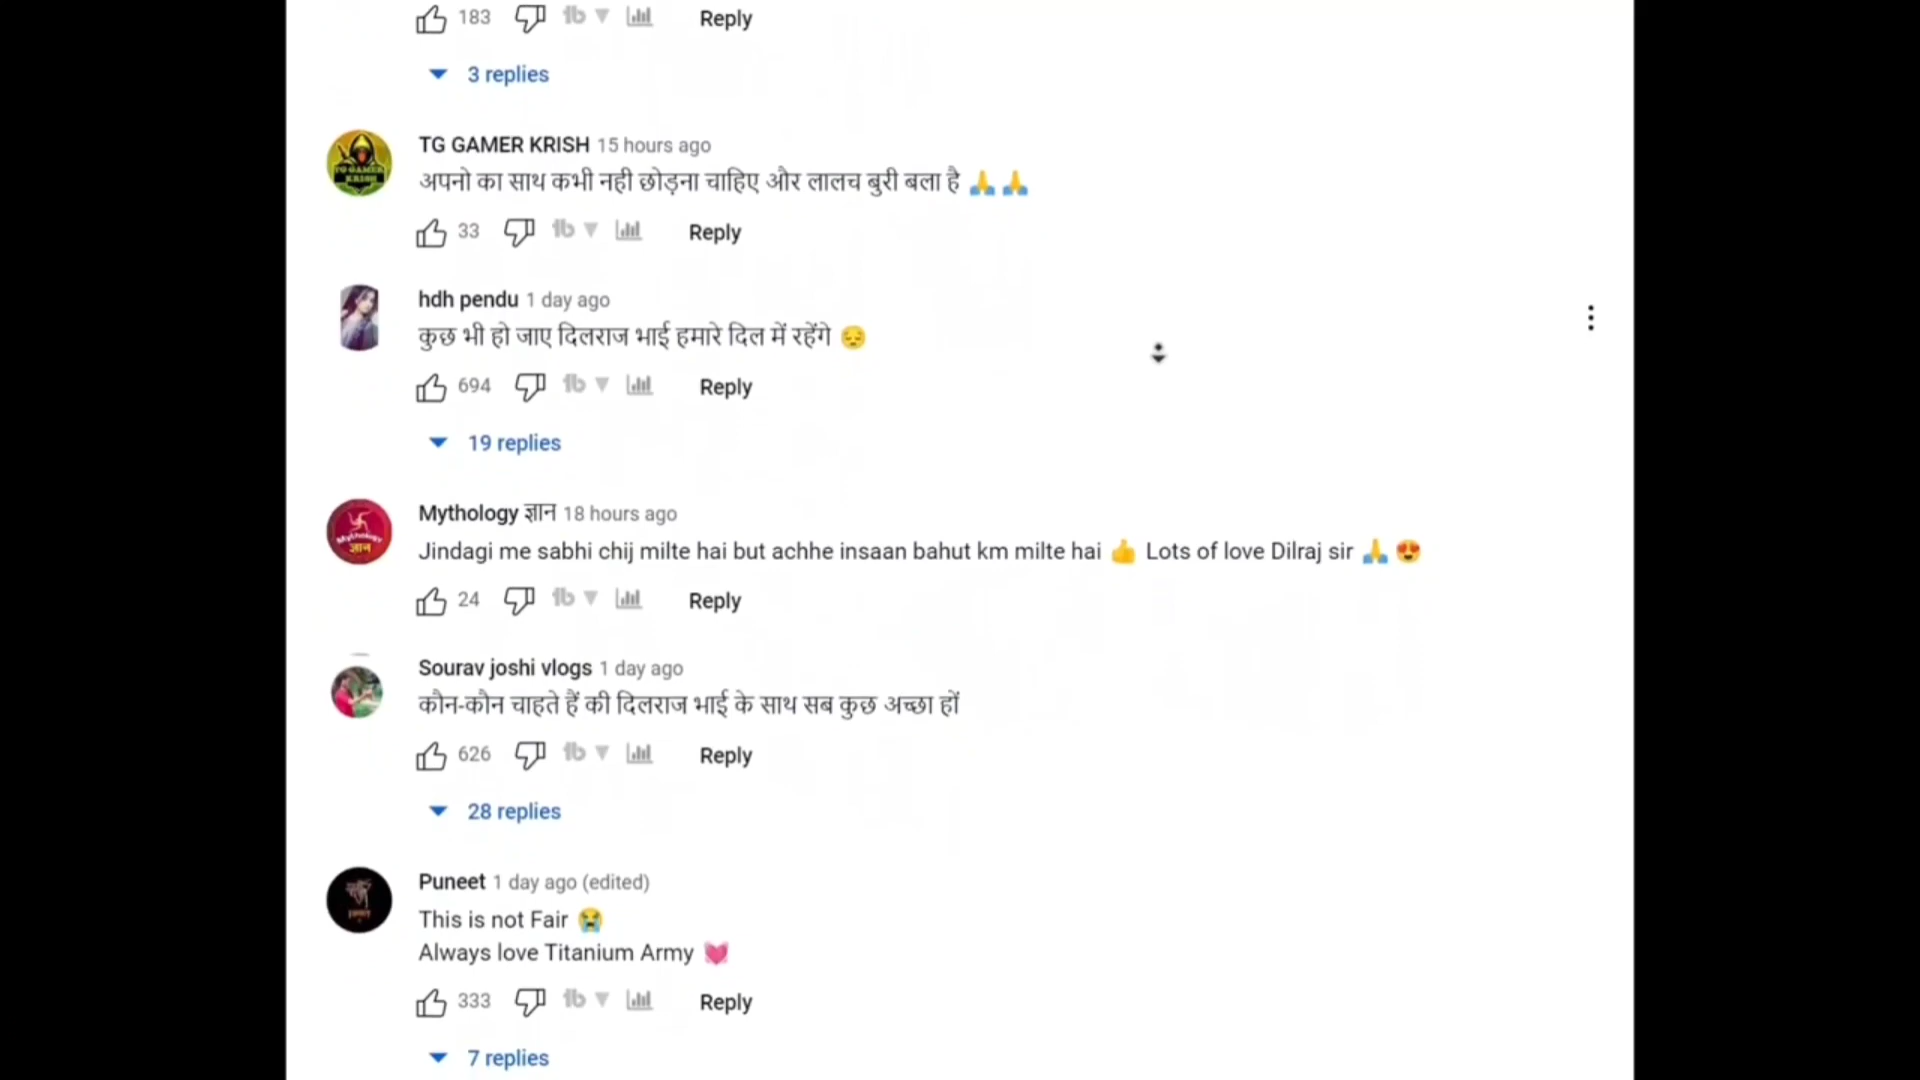 183 Reply
3 replies
TG GAMER KRISH 15 hours ago
अपनो का साथ कभी नही छोड़ना चाहिए और लालच बुरी बला है 🙏🙏
33 Reply
hdh pendu 1 day ago
कुछ भी हो जाए दिलराज भाई हमारे दिल में रहेंगे 😔
694 Reply
19 replies
Mythology ज्ञान 18 hours ago
Jindagi me sabhi chij milte hai but achhe insaan bahut km milte hai 👍 Lots of love Dilraj sir 🙏 😍
24 Reply
Sourav joshi vlogs 1 day ago
कौन-कौन चाहते हैं की दिलराज भाई के साथ सब कुछ अच्छा हों
626 Reply
28 replies
Puneet 1 day ago (edited)
This is not Fair 😭
Always love Titanium Army 💓
333 Reply
7 replies